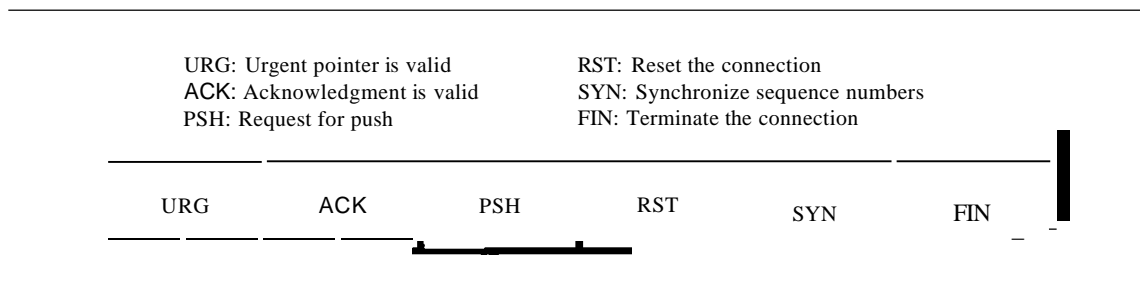 URG: Urgent pointer is valid
ACK: Acknowledgment is valid
PSH: Request for push
RST: Reset the connection
SYN: Synchronize sequence numbers
FIN: Terminate the connection
URG ACK PSH RST SYN FIN